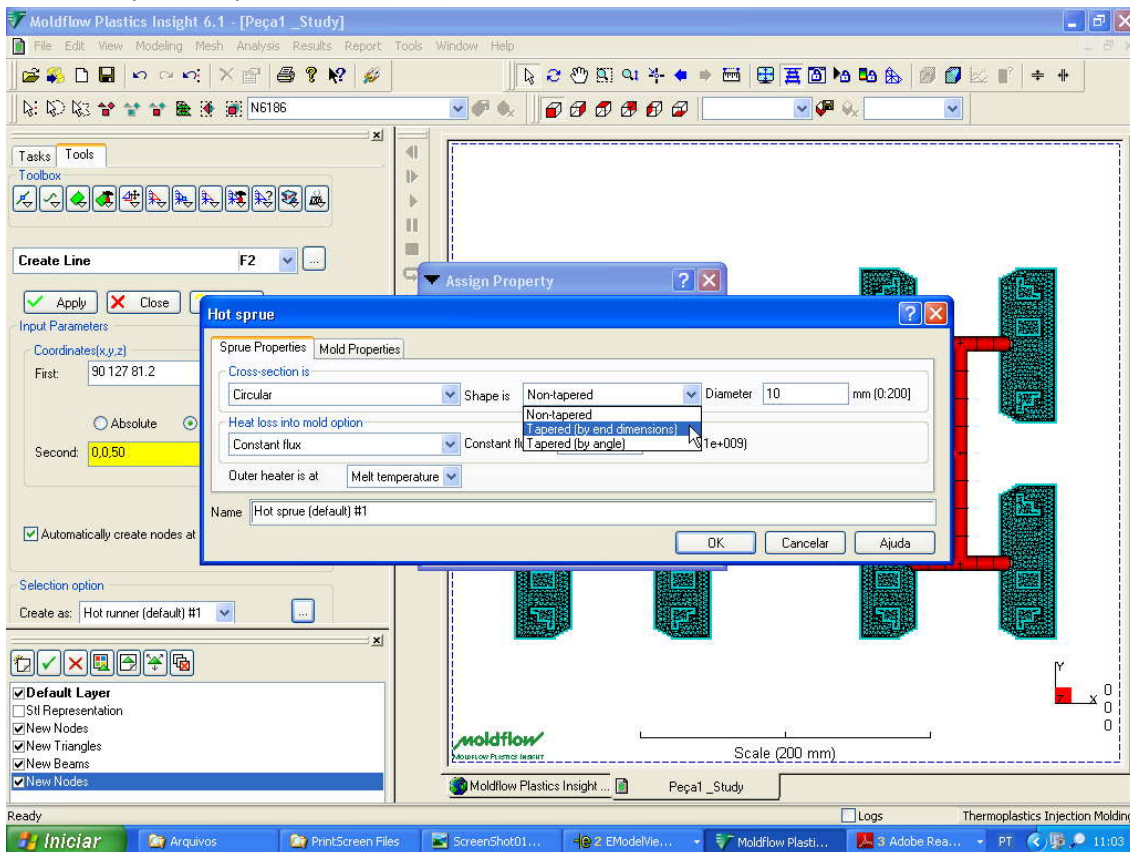 Moldflow Plastics Insight 6.1 - [Peça1 _Study]
File Edit View Modeling Mesh Analysis Results Report Tools Window Help
N6186
Tasks Tools
Toolbox
Create Line F2 ...
Apply Close
Assign Property
Input Parameters
Coordinates(x,y,z)
First: 90 127 81.2
Absolute
Second: 0,0,50
Automatically create nodes at
Selection option
Create as: Hot runner (default) #1 ...
Hot sprue
Sprue Properties Mold Properties
Cross-section is
Circular Shape is Non-tapered Diameter 10 mm (0:200)
Non-tapered
Tapered (by end dimensions)
Tapered (by angle)
Heat loss into mold option
Constant flux Constant fl 1e+009)
Outer heater is at Melt temperature
Name Hot sprue (default) #1
OK Cancelar Ajuda
Default Layer
Stl Representation
New Nodes
New Triangles
New Beams
New Nodes
moldflow
MOLDFLOW PLASTICS INSIGHT
Scale (200 mm)
Y
Z X
0
0
0
Moldflow Plastics Insight ... Peça1 _Study
Ready Logs Thermoplastics Injection Molding
Iniciar Arquivos PrintScreen Files ScreenShot01... 2 EModelVie... Moldflow Plasti... 3 Adobe Rea... PT 11:03